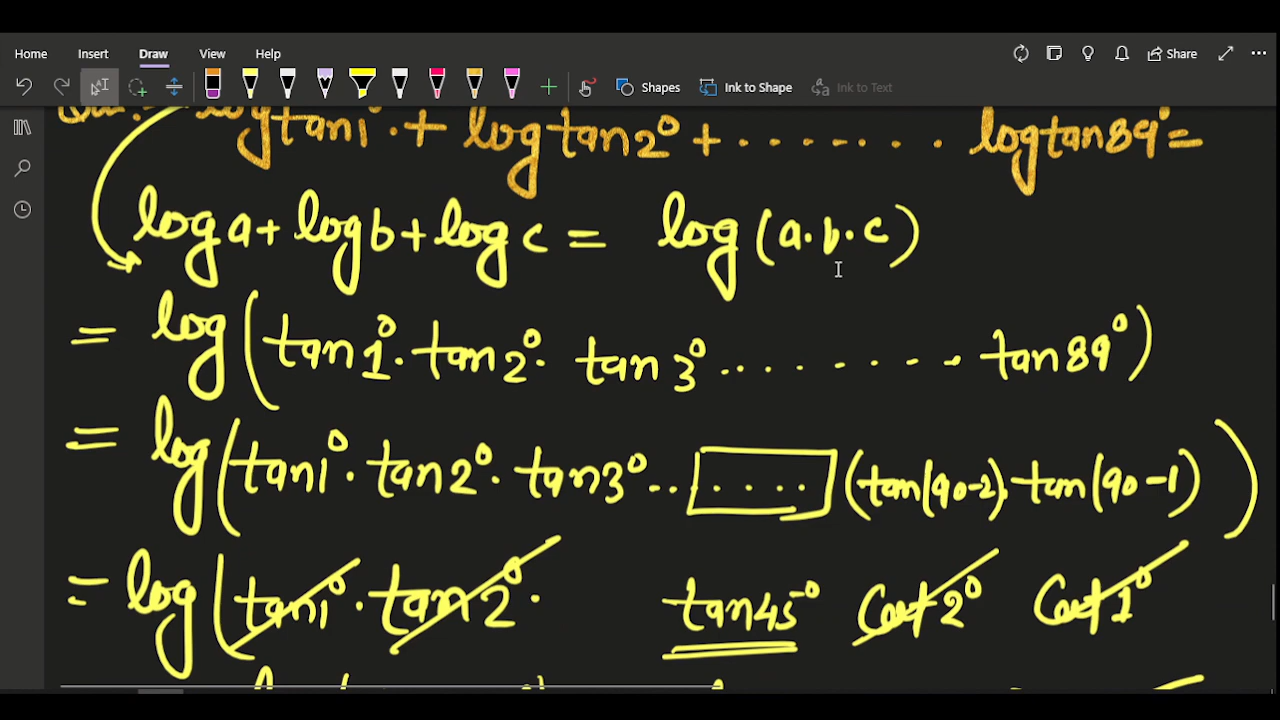 Home Insert Draw View Help Share
Shapes Ink to Shape Ink to Text
log tan1° + log tan2° + ....... log tan89° =
log a + log b + log c = log (a.b.c)
= log (tan1°. tan2°. tan3° ........ tan89°)
= log (tan1°. tan2°. tan3°.. .... (tan(90-2). tan(90-1))
= log (tan1°. tan2°. tan45° Cot2° Cot1°